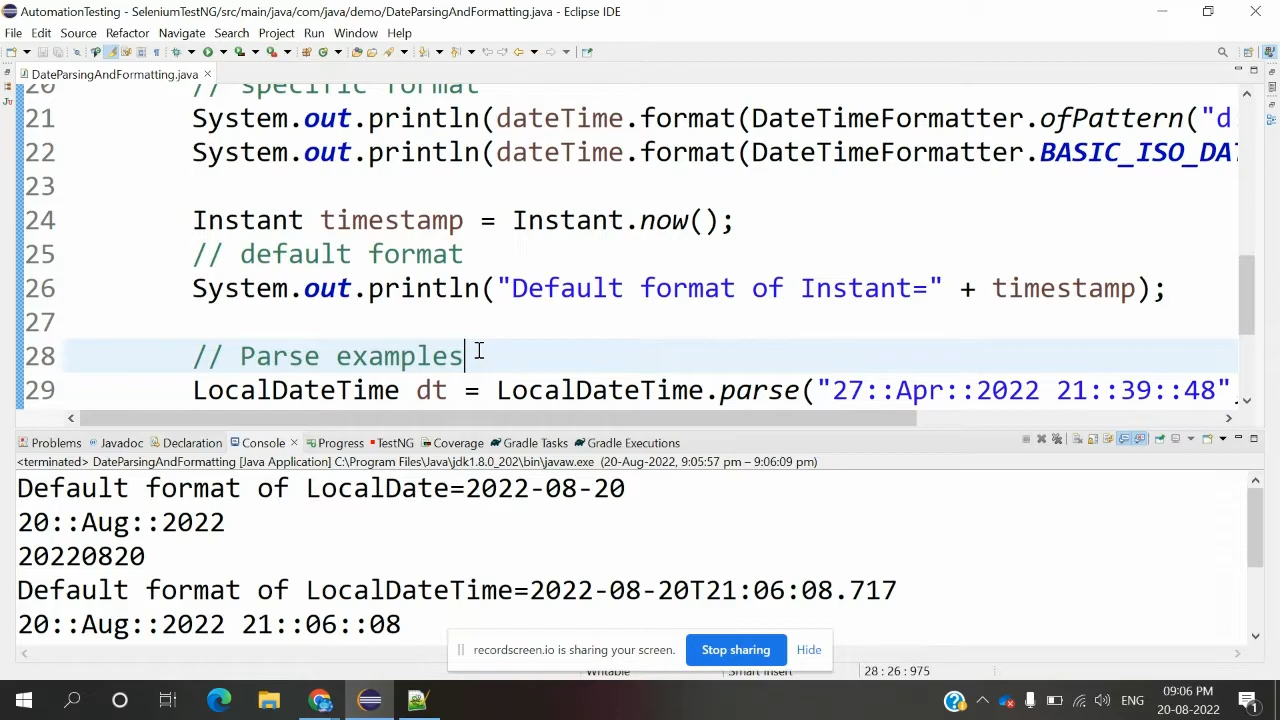 AutomationTesting - SeleniumTestNG/src/main/java/com/java/demo/DateParsingAndFormatting.java - Eclipse IDE
File Edit Source Refactor Navigate Search Project Run Window Help
DateParsingAndFormatting.java
20 // specific format
21 System.out.println(dateTime.format(DateTimeFormatter.ofPattern("d
22 System.out.println(dateTime.format(DateTimeFormatter.BASIC_ISO_DA
23
24 Instant timestamp = Instant.now();
25 // default format
26 System.out.println("Default format of Instant=" + timestamp);
27
28 // Parse examples
29 LocalDateTime dt = LocalDateTime.parse("27::Apr::2022 21::39::48",
Problems Javadoc Declaration Console Progress TestNG Coverage Gradle Tasks Gradle Executions
<terminated> DateParsingAndFormatting [Java Application] C:\Program Files\Java\jdk1.8.0_202\bin\javaw.exe (20-Aug-2022, 9:05:57 pm – 9:06:09 pm)
Default format of LocalDate=2022-08-20
20::Aug::2022
20220820
Default format of LocalDateTime=2022-08-20T21:06:08.717
20::Aug::2022 21::06::08
recordscreen.io is sharing your screen. Stop sharing Hide
Writable Smart Insert 28 : 26 : 975
ENG 09:06 PM
20-08-2022